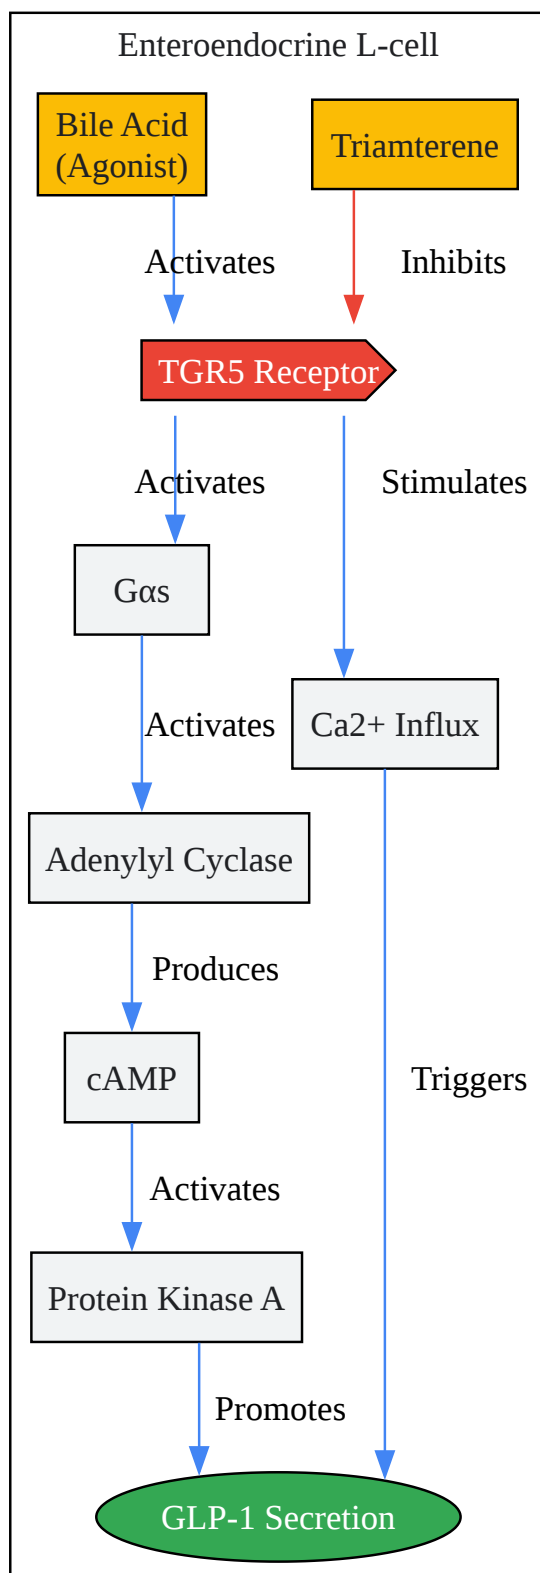 Enteroendocrine L-cell
Bile Acid
(Agonist)
Triamterene
Activates
Inhibits
TGR5 Receptor
Activates
Stimulates
Gαs
Activates
Ca2+ Influx
Adenylyl Cyclase
Produces
cAMP
Triggers
Activates
Protein Kinase A
Promotes
GLP-1 Secretion